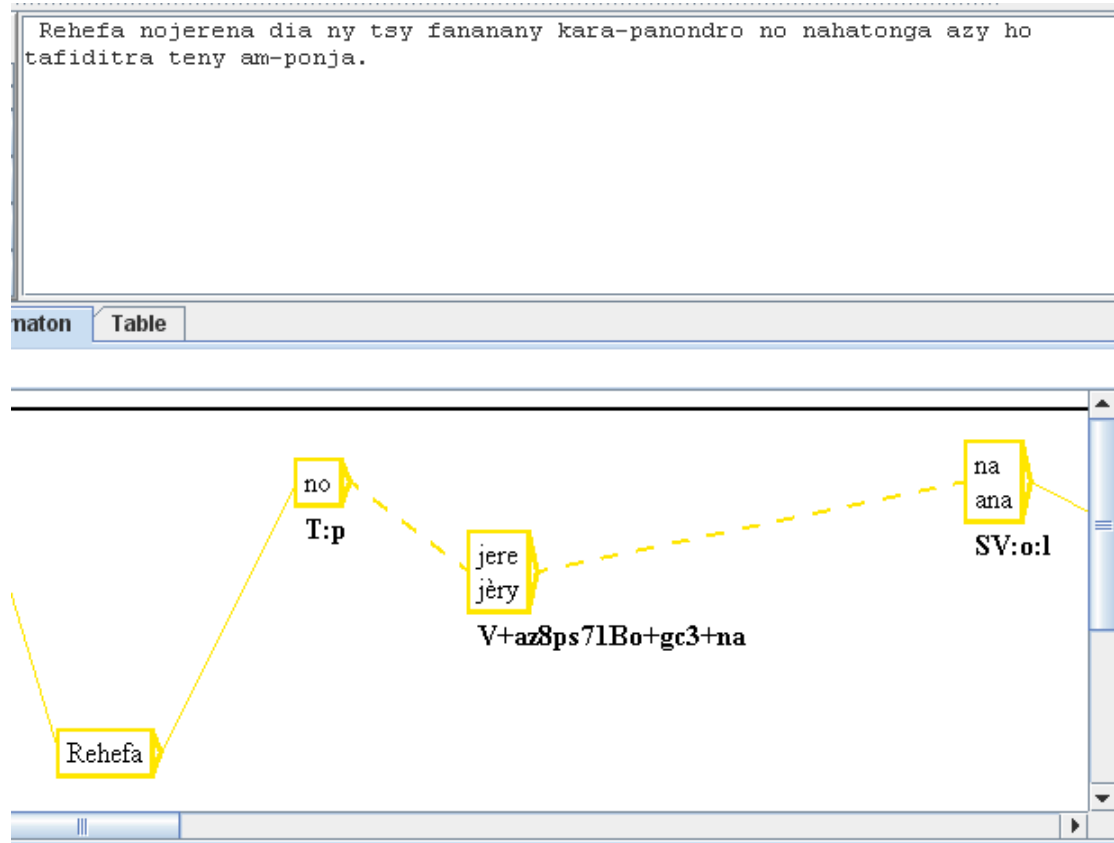 Rehefa nojerena dia ny tsy fananany kara-panondro no nahatonga azy ho
tafiditra teny am-ponja.
maton
Table
no
T:p
jere
jèry
V+az8ps71Bo+gc3+na
na
ana
SV:o:l
Rehefa